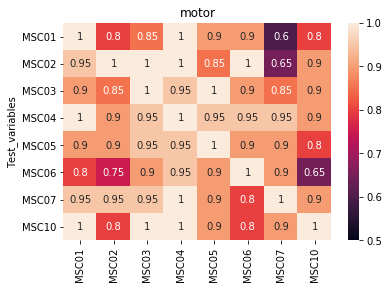 motor
MSC01 1 0.8 0.85 1 0.9 0.9 0.6 0.8
MSC02 0.95 1 1 1 0.85 1 0.65 0.9
MSC03 0.9 0.85 1 0.95 1 0.9 0.85 0.9
MSC04 1 0.9 0.95 1 0.95 0.95 0.95 0.9
MSC05 0.9 0.9 0.95 0.95 1 0.9 0.9 0.8
MSC06 0.8 0.75 0.9 0.95 0.9 1 0.9 0.65
MSC07 0.95 0.95 0.95 1 0.9 0.8 1 0.9
MSC10 1 0.8 1 1 0.9 0.8 0.9 1
Test_variables
MSC01 MSC02 MSC03 MSC04 MSC05 MSC06 MSC07 MSC10
1.0
0.9
0.8
0.7
0.6
0.5